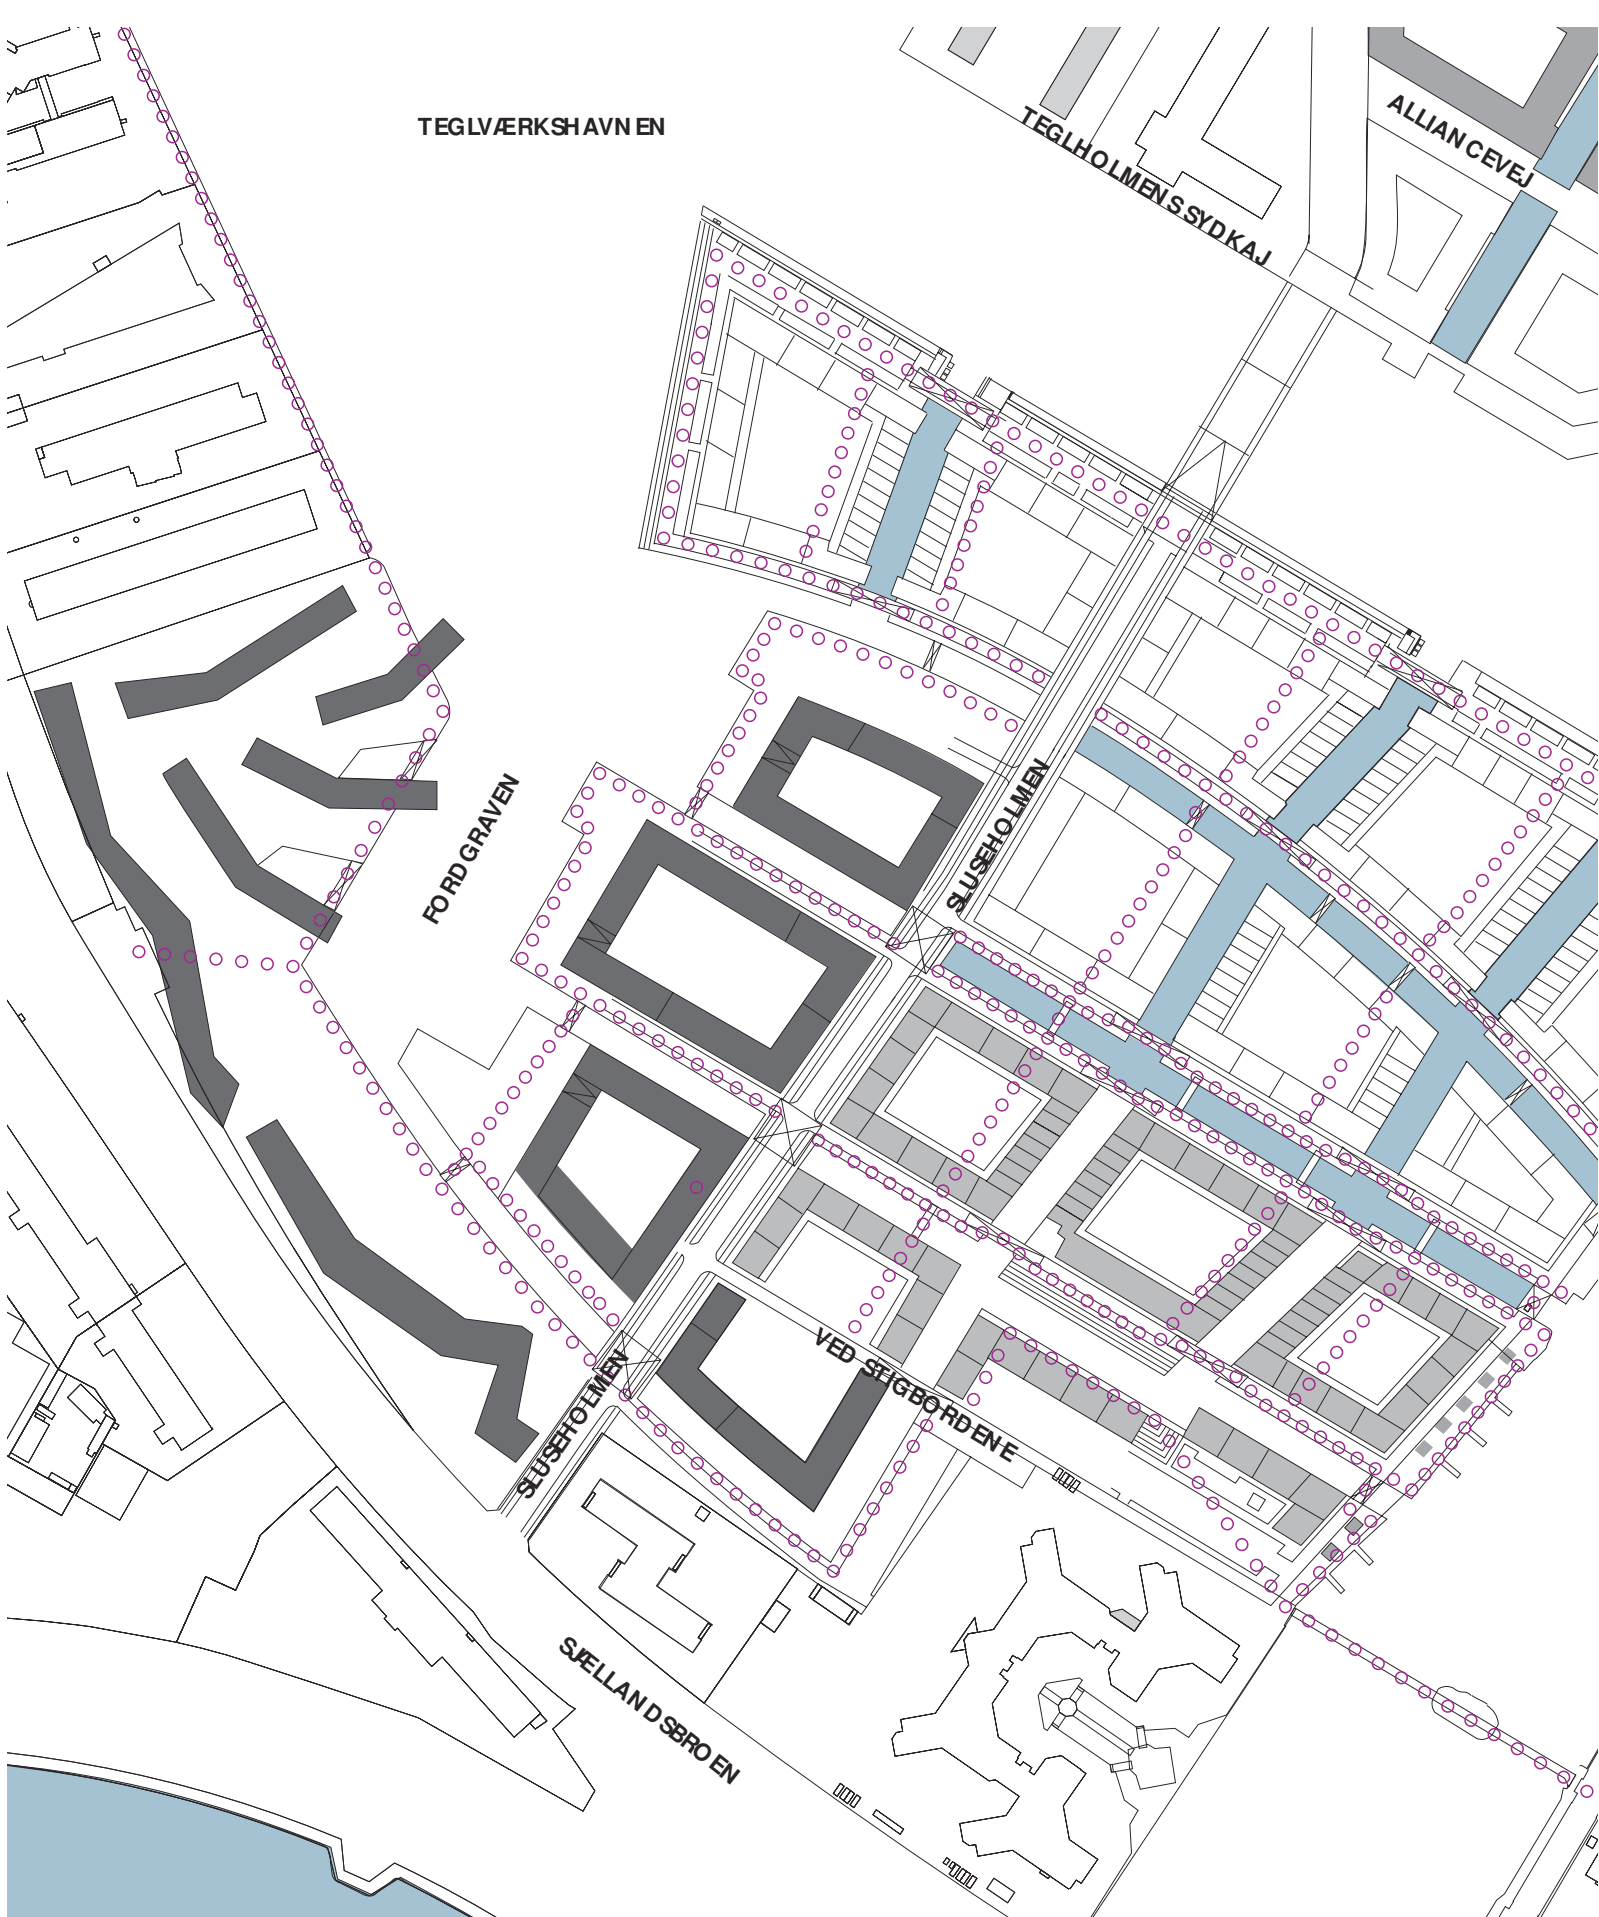 TEGLVÆRKSHAVNEN
ALLIANCEVEJ
TEGLHOLMENS SYDKAJ
FORDGRAVEN
SLUSEHOLMEN
VED STIGBORDENE
SLUSEHOLMEN
SJÆLLANDSBROEN